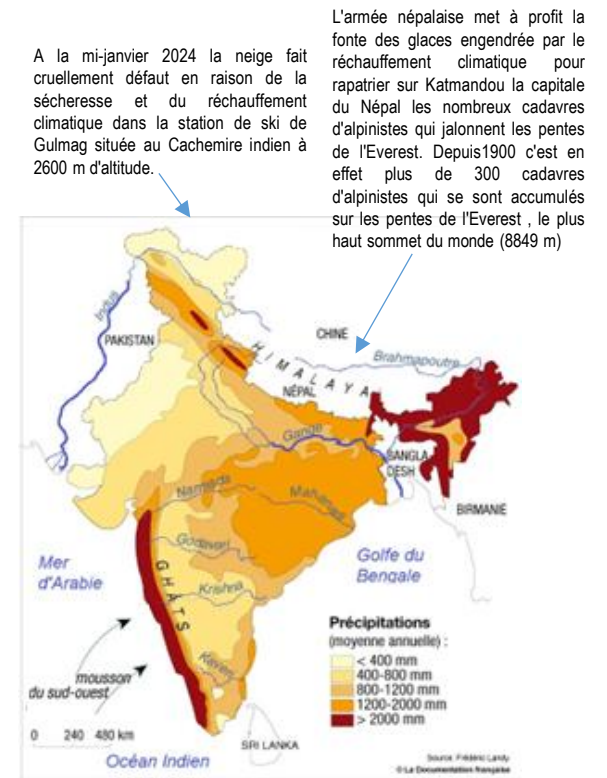 A la mi-janvier 2024 la neige fait
cruellement défaut en raison de la
sécheresse et du réchauffement
climatique dans la station de ski de
Gulmag située au Cachemire indien à
2600 m d'altitude.
L'armée népalaise met à profit la
fonte des glaces engendrée par le
réchauffement climatique pour
rapatrier sur Katmandou la capitale
du Népal les nombreux cadavres
d'alpinistes qui jalonnent les pentes
de l'Everest. Depuis1900 c'est en
effet plus de 300 cadavres
d'alpinistes qui se sont accumulés
sur les pentes de l'Everest , le plus
haut sommet du monde (8849 m)
Indus
PAKISTAN
CHINE
HIMALAYA
Brahmapoutre
NÉPAL
Gange
BANGLA
DESH
BIRMANIE
Narmada
Mahanadi
Godavari
Mer
d'Arabie
GHÂTS
Krishna
Golfe du
Bengale
Kaveri
mousson
du sud-ouest
0 240 480 km
SRI LANKA
Océan Indien
Précipitations
(moyenne annuelle) :
< 400 mm
400-800 mm
800-1200 mm
1200-2000 mm
> 2000 mm
Source: Frédéric Landy
© La Documentation française